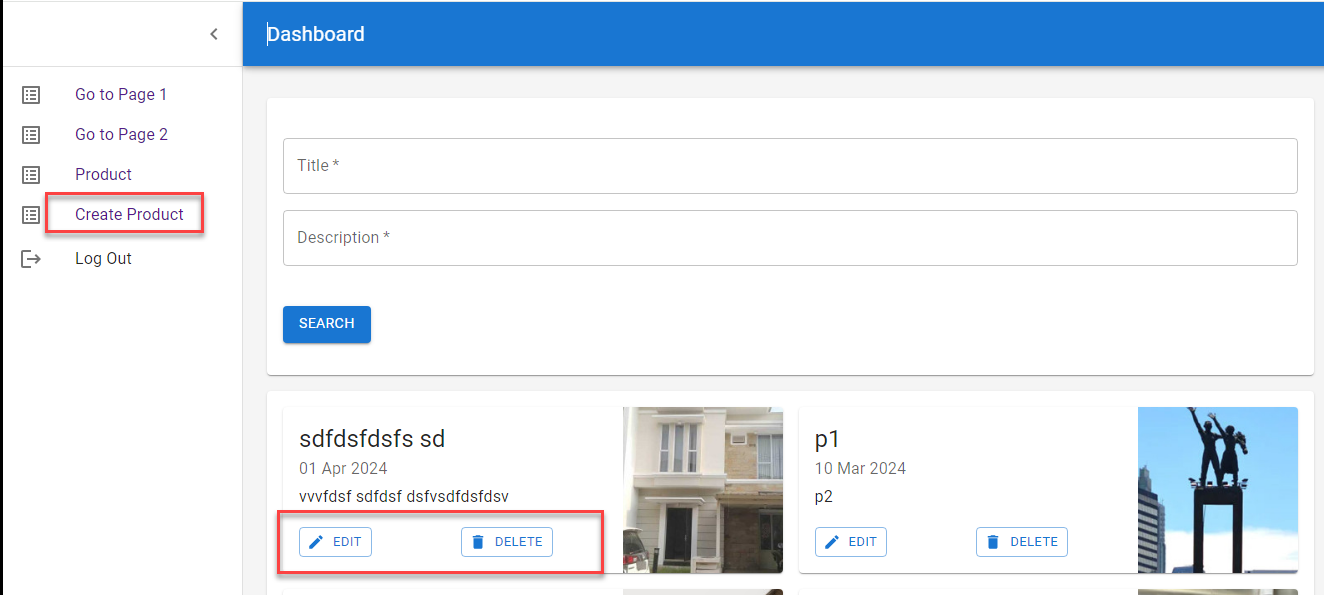 Dashboard
Go to Page 1
Go to Page 2
Product
Create Product
Log Out
Title *
Description *
SEARCH
sdfdsfdsfs sd
01 Apr 2024
vvvfdsf sdfdsf dsfvsdfdsfdsv
EDIT
DELETE
p1
10 Mar 2024
p2
EDIT
DELETE